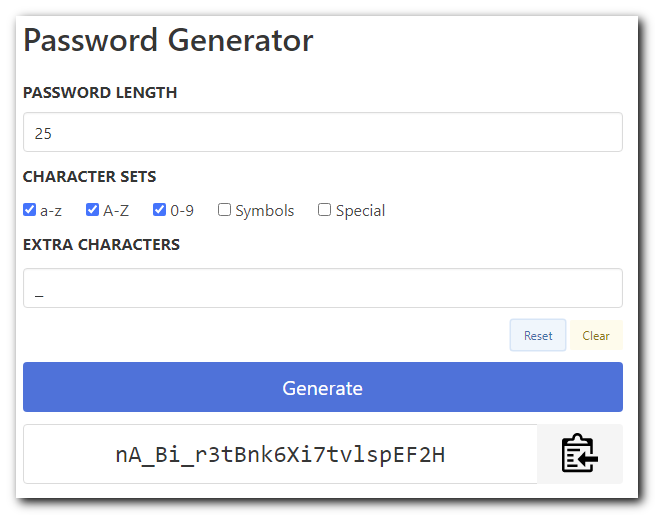 Password Generator
PASSWORD LENGTH
25
CHARACTER SETS
a-z A-Z 0-9 Symbols Special
EXTRA CHARACTERS
_
Reset Clear
Generate
nA_Bi_r3tBnk6Xi7tvlspEF2H